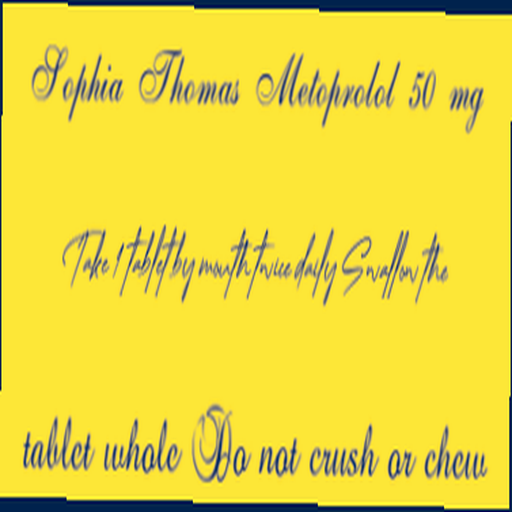 Sophia Thomas Metoprolol 50 mg
Take 1 tablet by mouth twice daily Swallow the
tablet whole Do not crush or chew